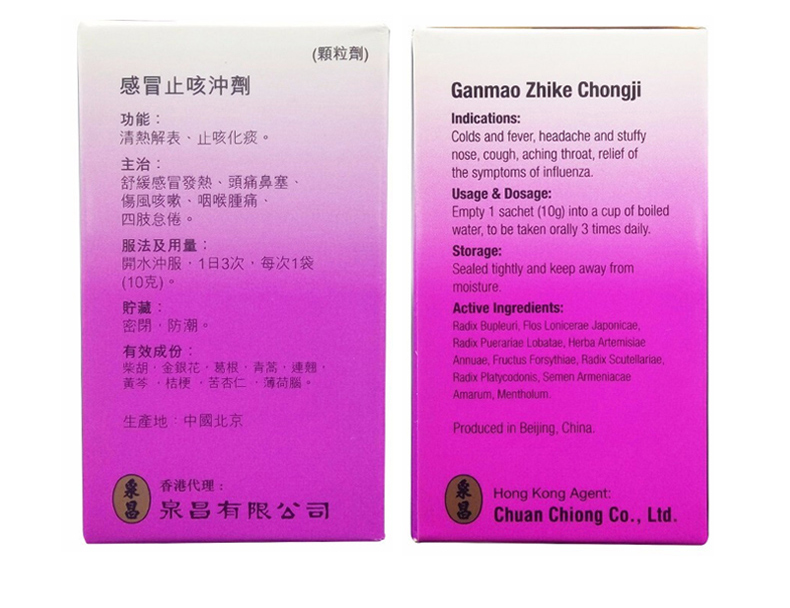 (顆粒劑)
感冒止咳沖劑
功能：
清熱解表、止咳化痰。
主治：
舒緩感冒發熱、頭痛鼻塞、
傷風咳嗽、咽喉腫痛、
四肢怠倦。
服法及用量：
開水沖服，1日3次，每次1袋
(10克)。
貯藏：
密閉，防潮。
有效成份：
柴胡，金銀花，葛根，青蒿，連翹，
黃芩，桔梗，苦杏仁，薄荷腦。
生產地：中國北京
泉昌
香港代理：
泉昌有限公司
Ganmao Zhike Chongji
Indications:
Colds and fever, headache and stuffy
nose, cough, aching throat, relief of
the symptoms of influenza.
Usage & Dosage:
Empty 1 sachet (10g) into a cup of boiled
water, to be taken orally 3 times daily.
Storage:
Sealed tightly and keep away from
moisture.
Active Ingredients:
Radix Bupleuri, Flos Lonicerae Japonicae,
Radix Puerariae Lobatae, Herba Artemisiae
Annuae, Fructus Forsythiae, Radix Scutellariae,
Radix Platycodonis, Semen Armeniacae
Amarum, Mentholum.
Produced in Beijing, China.
泉昌
Hong Kong Agent:
Chuan Chiong Co., Ltd.